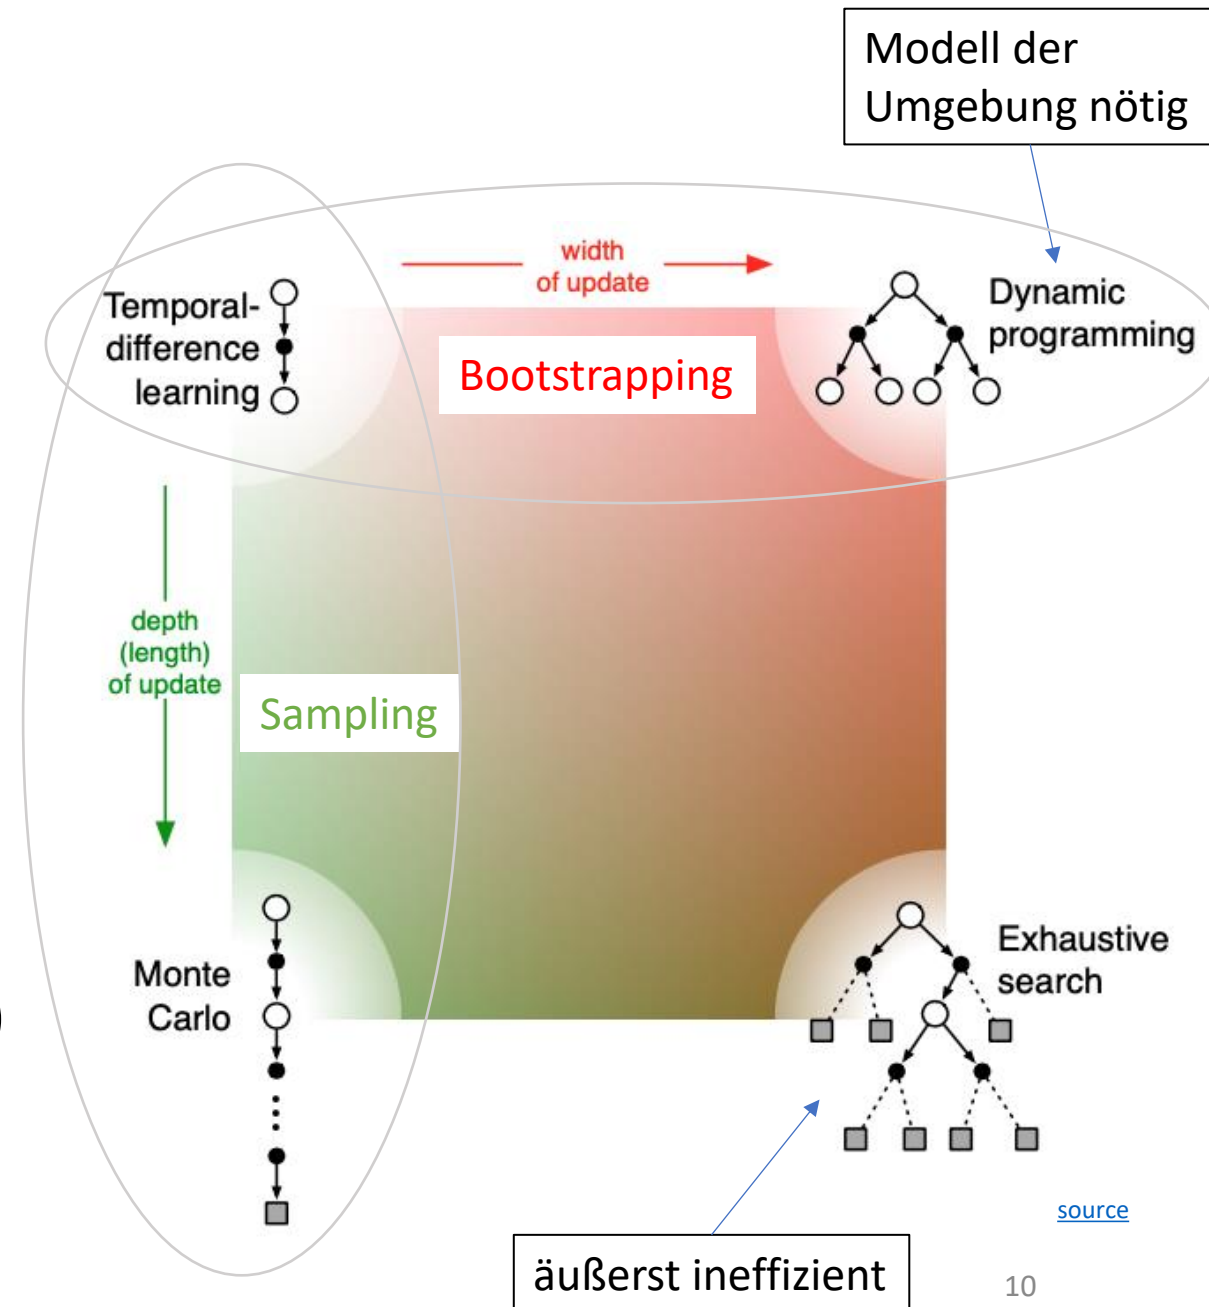 Modell der
Umgebung nötig
width
of update
Temporal-
difference
learning
Bootstrapping
Dynamic
programming
depth
(length)
of update
Sampling
Monte
Carlo
)
Exhaustive
search
source
äußerst ineffizient
10